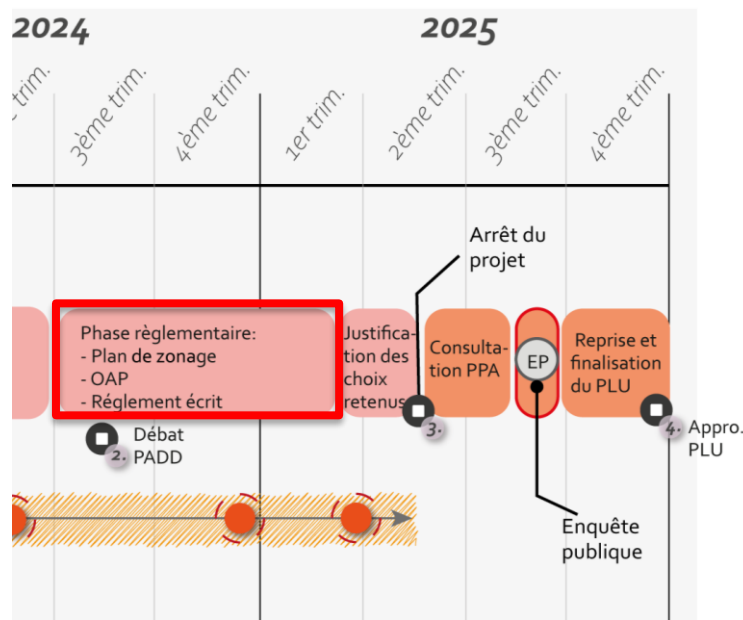 2024
2025
trim.
3ème trim.
4ème trim.
1er trim.
2ème trim.
3ème trim.
4ème trim.
Arrêt du
projet
Phase règlementaire:
- Plan de zonage
- OAP
- Réglement écrit
Justifica-
tion des
choix
retenus
Consulta-
tion PPA
EP
Reprise et
finalisation
du PLU
2.
Débat
PADD
3.
4.
Appro.
PLU
Enquête
publique